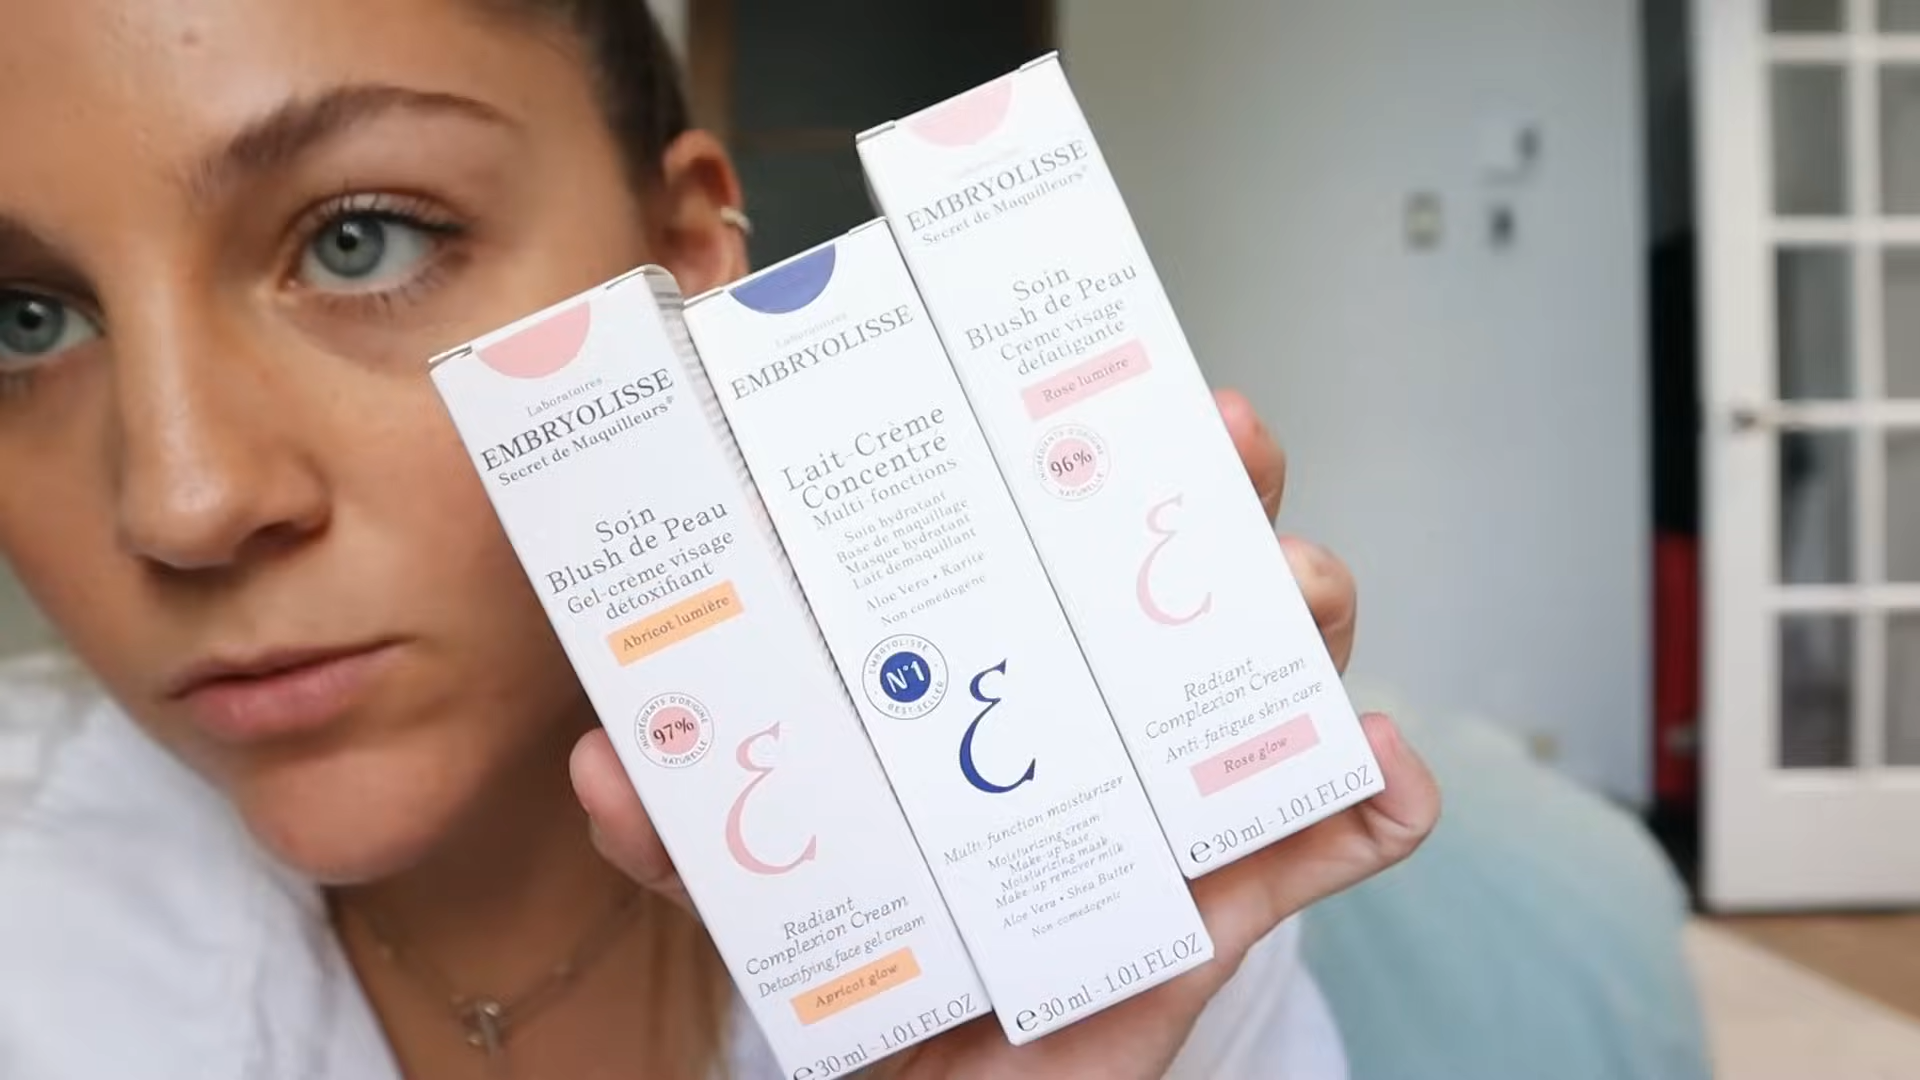 Laboratoires
EMBRYOLISSE
Secret de Maquilleurs®
Soin
Blush de Peau
Gel-crème visage
détoxifiant
Abricot lumière
INGRÉDIENTS D'ORIGINE
97%
NATURELLE
Radiant
Complexion Cream
Detoxifying face gel cream
Apricot glow
e 30 ml - 1.01 FL.OZ
Laboratoires
EMBRYOLISSE
Lait-Crème
Concentré
Multi-fonctions
Soin hydratant
Base de maquillage
Masque hydratant
Lait démaquillant
Aloe Vera • Karité
Non comédogène
EMBRYOLISSE
N°1
BEST-SELLER
Multi-function moisturizer
Moisturizing cream
Make-up base
Moisturizing mask
Make-up remover milk
Aloe Vera • Shea Butter
Non-comedogenic
e 30 ml - 1.01 FL.OZ
EMBRYOLISSE
Secret de Maquilleurs®
Soin
Blush de Peau
Crème visage
défatigante
Rose lumière
INGRÉDIENTS D'ORIGINE
96%
NATURELLE
Radiant
Complexion Cream
Anti-fatigue skin care
Rose glow
e 30 ml - 1.01 FL.OZ